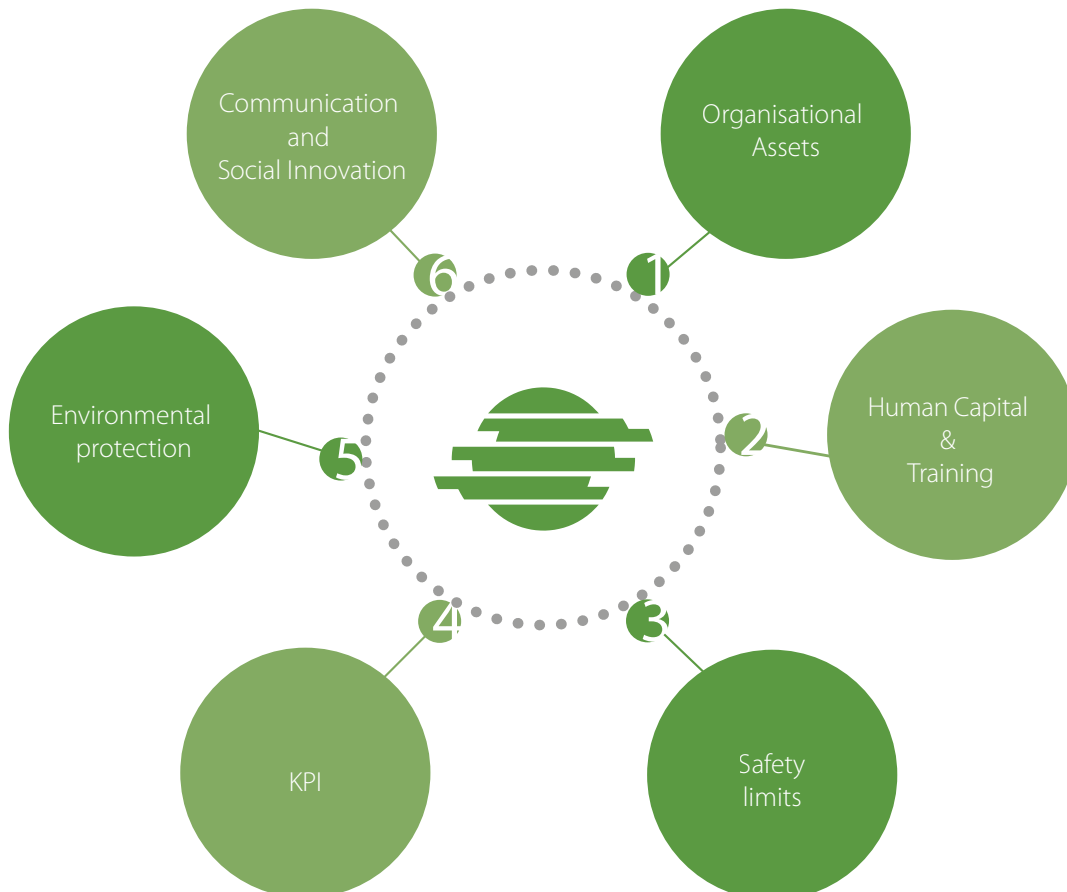 1
Organisational
Assets
2
Human Capital
&
Training
3
Safety
limits
4
KPI
5
Environmental
protection
6
Communication
and
Social Innovation